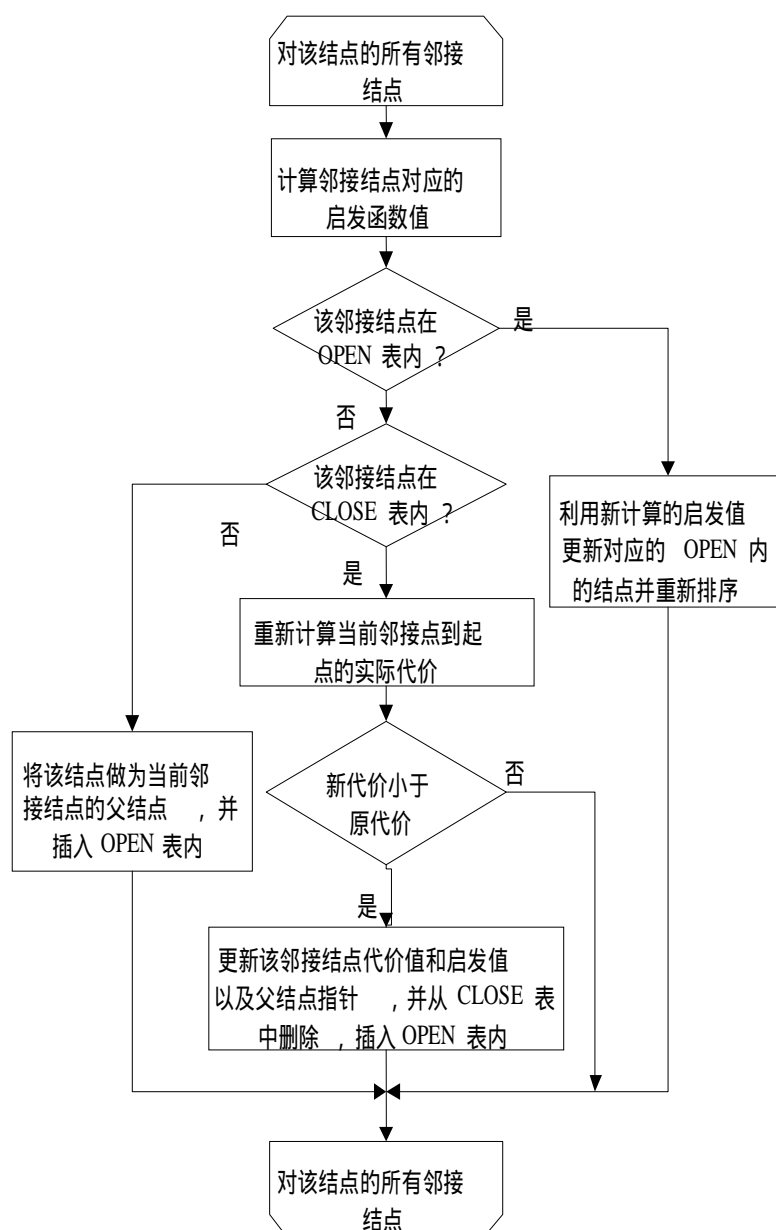 对该结点的所有邻接
结点
计算邻接结点对应的
启发函数值
该邻接结点在
OPEN 表内 ?
是
否
该邻接结点在
CLOSE 表内 ?
否
是
利用新计算的启发值
更新对应的 OPEN 内
的结点并重新排序
重新计算当前邻接点到起
点的实际代价
将该结点做为当前邻
接结点的父结点 ,并
插入 OPEN 表内
新代价小于
原代价
否
是
更新该邻接结点代价值和启发值
以及父结点指针 ,并从 CLOSE 表
中删除 ,插入 OPEN 表内
对该结点的所有邻接
结点